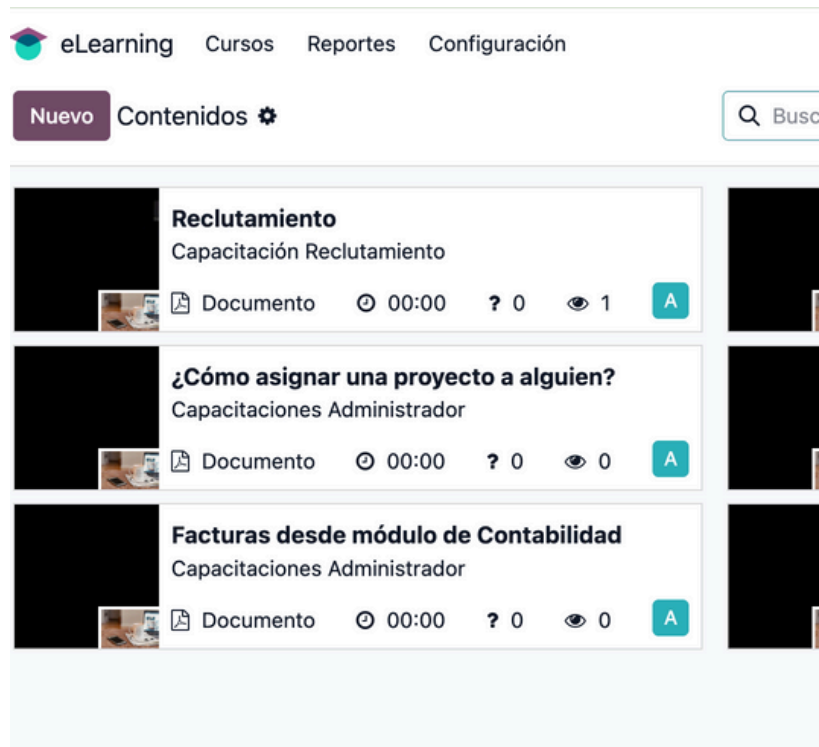 eLearning Cursos Reportes Configuración
Nuevo Contenidos Busc
Reclutamiento
Capacitación Reclutamiento
Documento 00:00 ? 0 1 A
¿Cómo asignar una proyecto a alguien?
Capacitaciones Administrador
Documento 00:00 ? 0 0 A
Facturas desde módulo de Contabilidad
Capacitaciones Administrador
Documento 00:00 ? 0 0 A